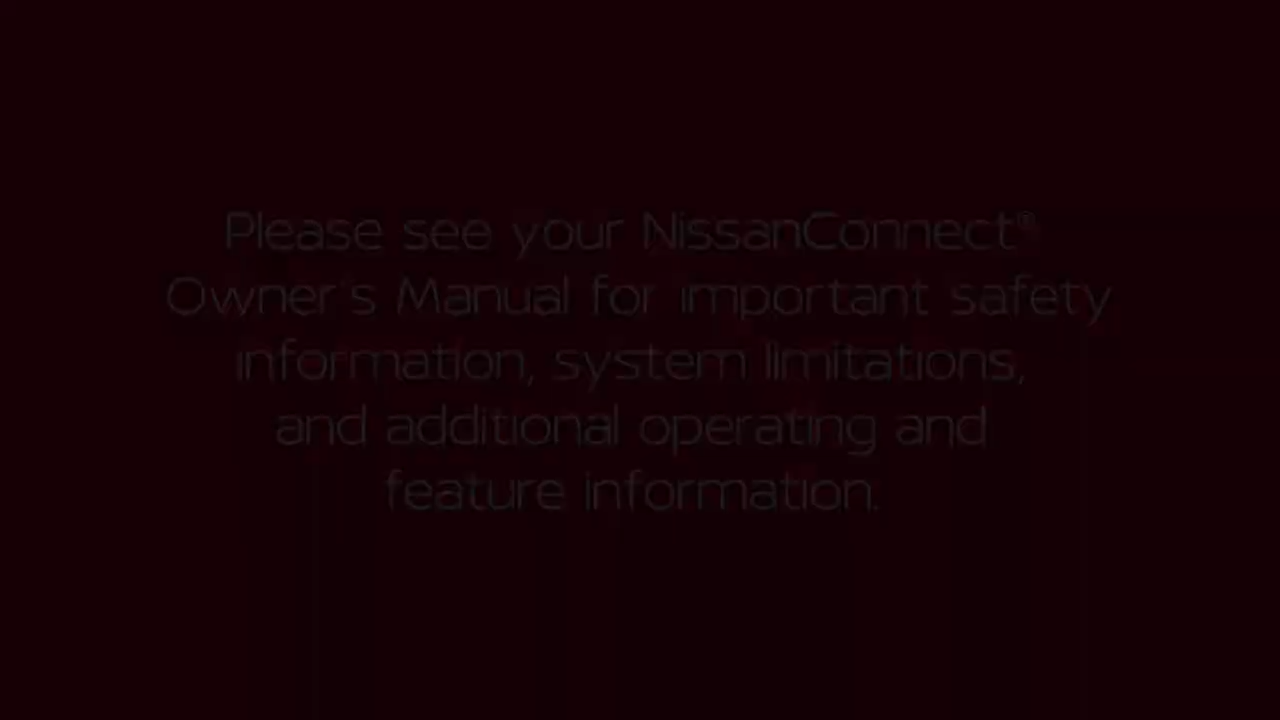 Please see your NissanConnect®
Owner's Manual for important safety
information, system limitations,
and additional operating and
feature information.